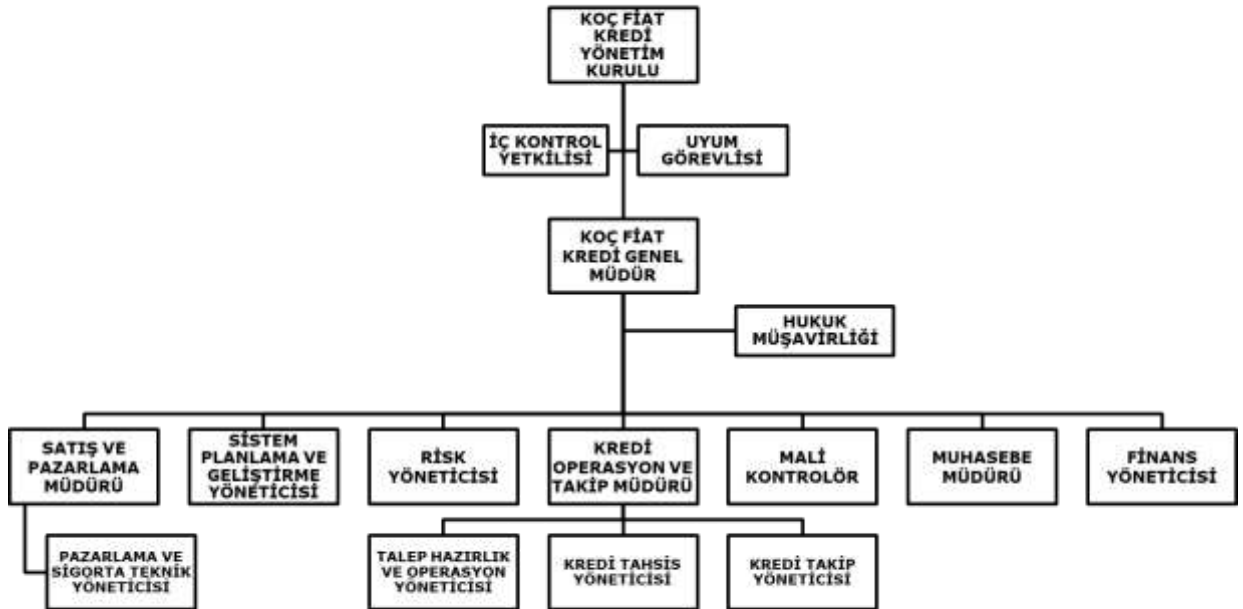 KOÇ FİAT
KREDİ
YÖNETİM
KURULU
İÇ KONTROL
YETKİLİSİ
UYUM
GÖREVLİSİ
KOÇ FİAT
KREDİ GENEL
MÜDÜR
HUKUK
MÜŞAVİRLİĞİ
SATIŞ VE
PAZARLAMA
MÜDÜRÜ
SİSTEM
PLANLAMA VE
GELİŞTİRME
YÖNETİCİSİ
RİSK
YÖNETİCİSİ
KREDİ
OPERASYON VE
TAKİP MÜDÜRÜ
MALİ
KONTROLÖR
MUHASEBE
MÜDÜRÜ
FİNANS
YÖNETİCİSİ
PAZARLAMA VE
SİGORTA TEKNİK
YÖNETİCİSİ
TALEP HAZIRLIK
VE OPERASYON
YÖNETİCİSİ
KREDİ TAHSİS
YÖNETİCİSİ
KREDİ TAKİP
YÖNETİCİSİ